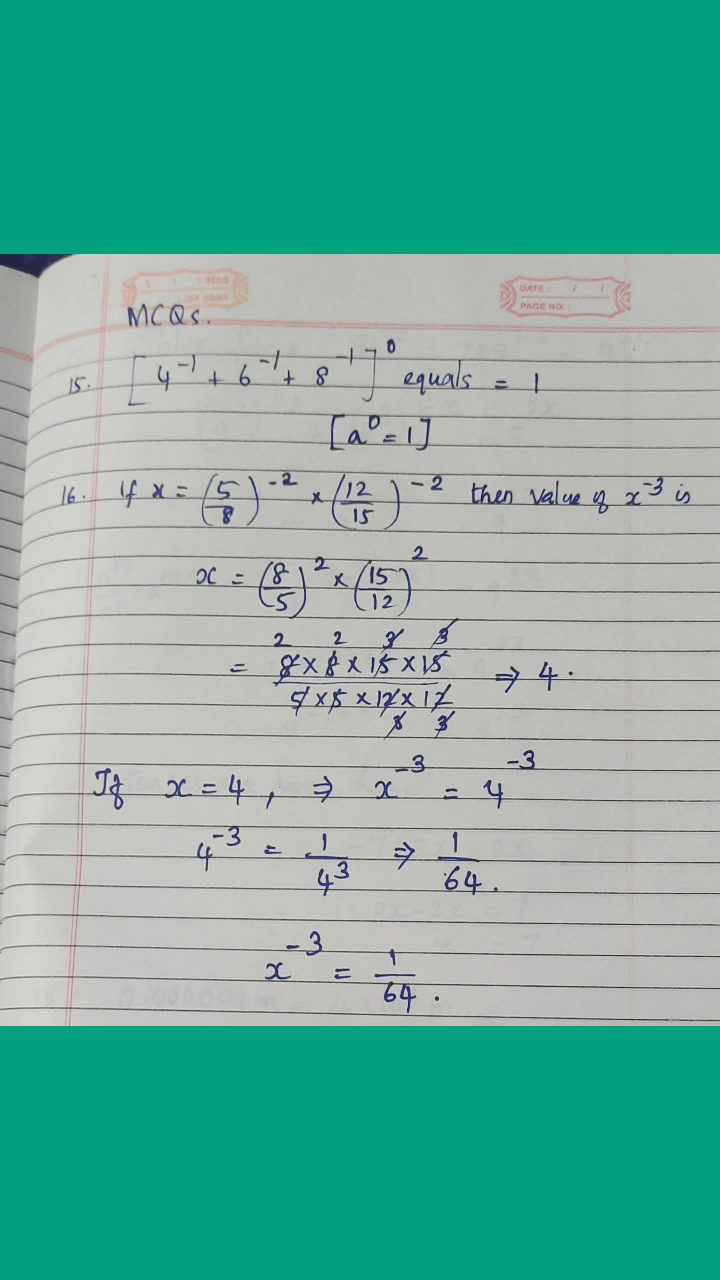 DATE: / /
PAGE NO.:
MCQs.
15. [4⁻¹ + 6⁻¹ + 8⁻¹]⁰ equals = 1
[a⁰ = 1]
16. If x = (5/8)⁻² × (12/15)⁻² then value of x⁻³ is
x = (8/5)² × (15/12)²
2 2 3 3
= 8 × 8 × 15 × 15 / 5 × 5 × 12 × 12 ⇒ 4.
3 3
If x = 4, ⇒ x⁻³ = 4⁻³
4⁻³ = 1/4³ ⇒ 1/64.
x⁻³ = 1/64.